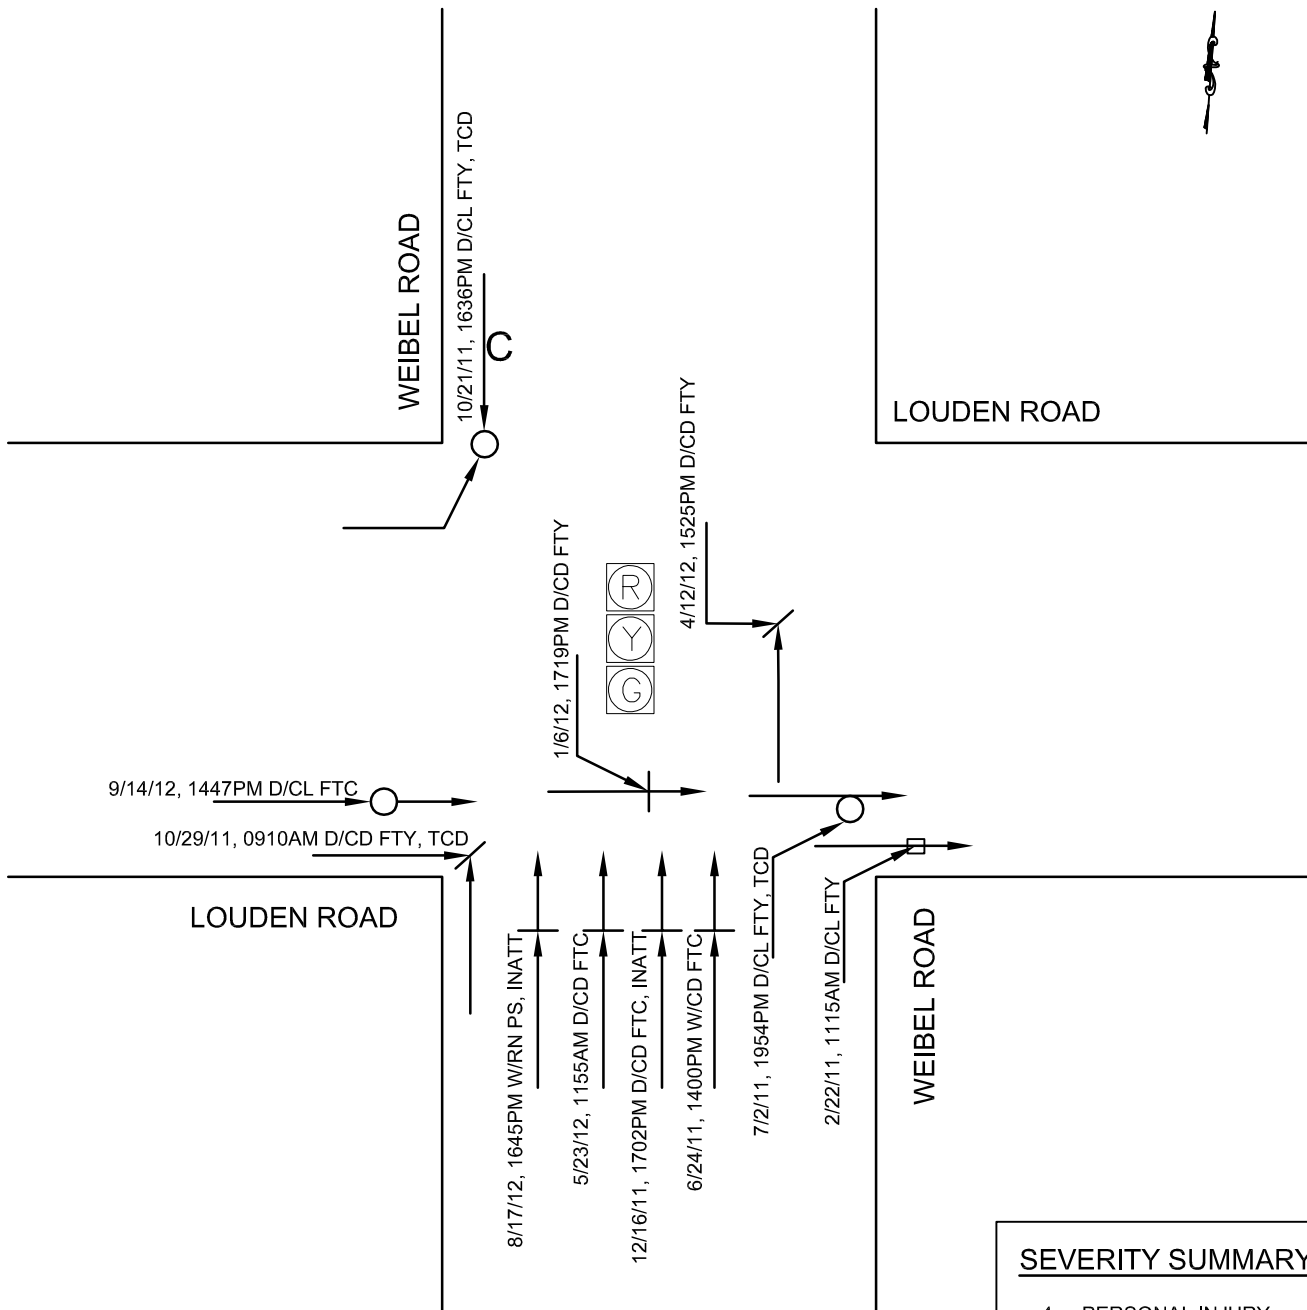 WEIBEL ROAD
10/21/11, 1636PM D/CL FTY, TCD
C
LOUDEN ROAD
4/12/12, 1525PM D/CD FTY
1/6/12, 1719PM D/CD FTY
R
Y
G
9/14/12, 1447PM D/CL FTC
10/29/11, 0910AM D/CD FTY, TCD
LOUDEN ROAD
8/17/12, 1645PM W/RN PS, INATT
5/23/12, 1155AM D/CD FTC
12/16/11, 1702PM D/CD FTC, INATT
6/24/11, 1400PM W/CD FTC
7/2/11, 1954PM D/CL FTY, TCD
2/22/11, 1115AM D/CL FTY
WEIBEL ROAD
SEVERITY SUMMARY
PERSONAL INJURY